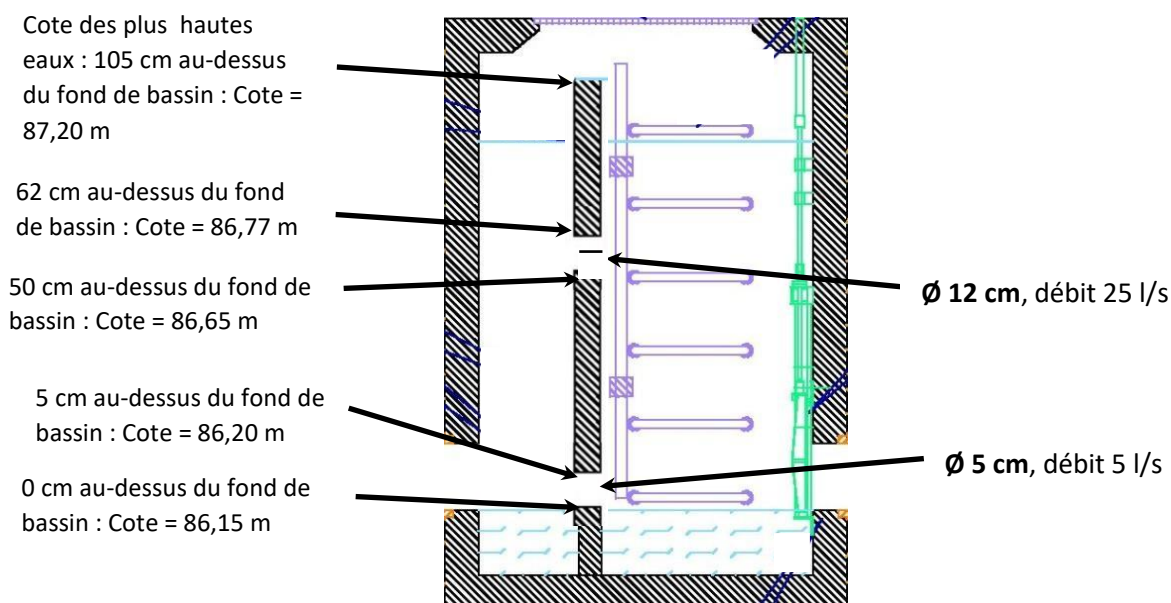 Cote des plus hautes
eaux : 105 cm au-dessus
du fond de bassin : Cote =
87,20 m
62 cm au-dessus du fond
de bassin : Cote = 86,77 m
50 cm au-dessus du fond de
bassin : Cote = 86,65 m
Ø 12 cm, débit 25 l/s
5 cm au-dessus du fond de
bassin : Cote = 86,20 m
Ø 5 cm, débit 5 l/s
0 cm au-dessus du fond de
bassin : Cote = 86,15 m